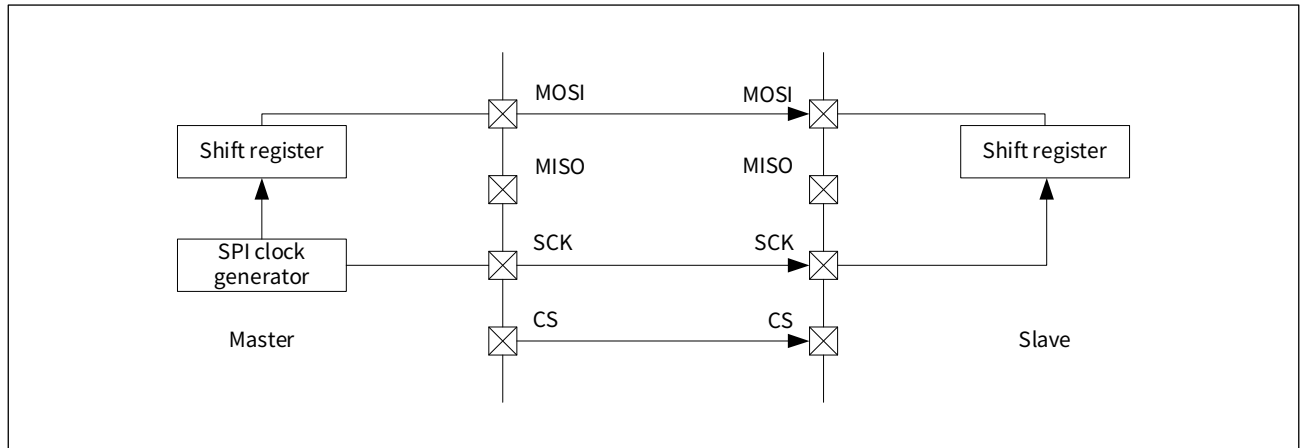 MOSI
MOSI
Shift register
Shift register
MISO
MISO
SCK
SCK
SPI clock
generator
CS
CS
Master
Slave